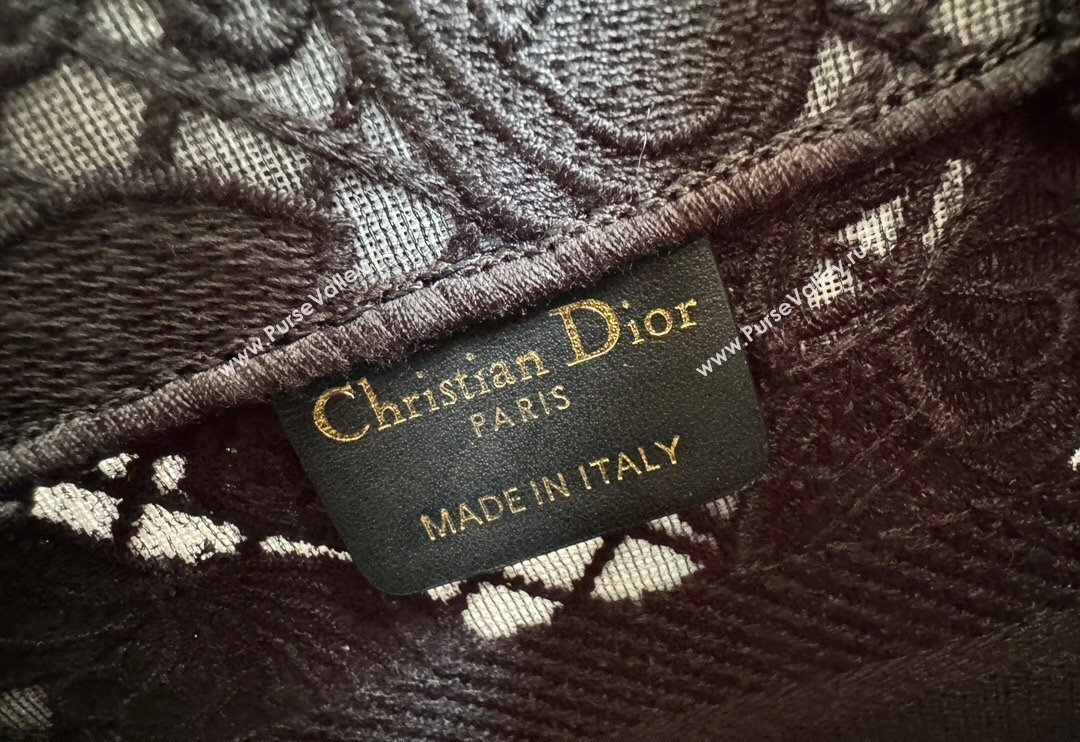 Christian Dior
PARIS
MADE IN ITALY
www.PurseValley.ru
www.PurseValley.ru